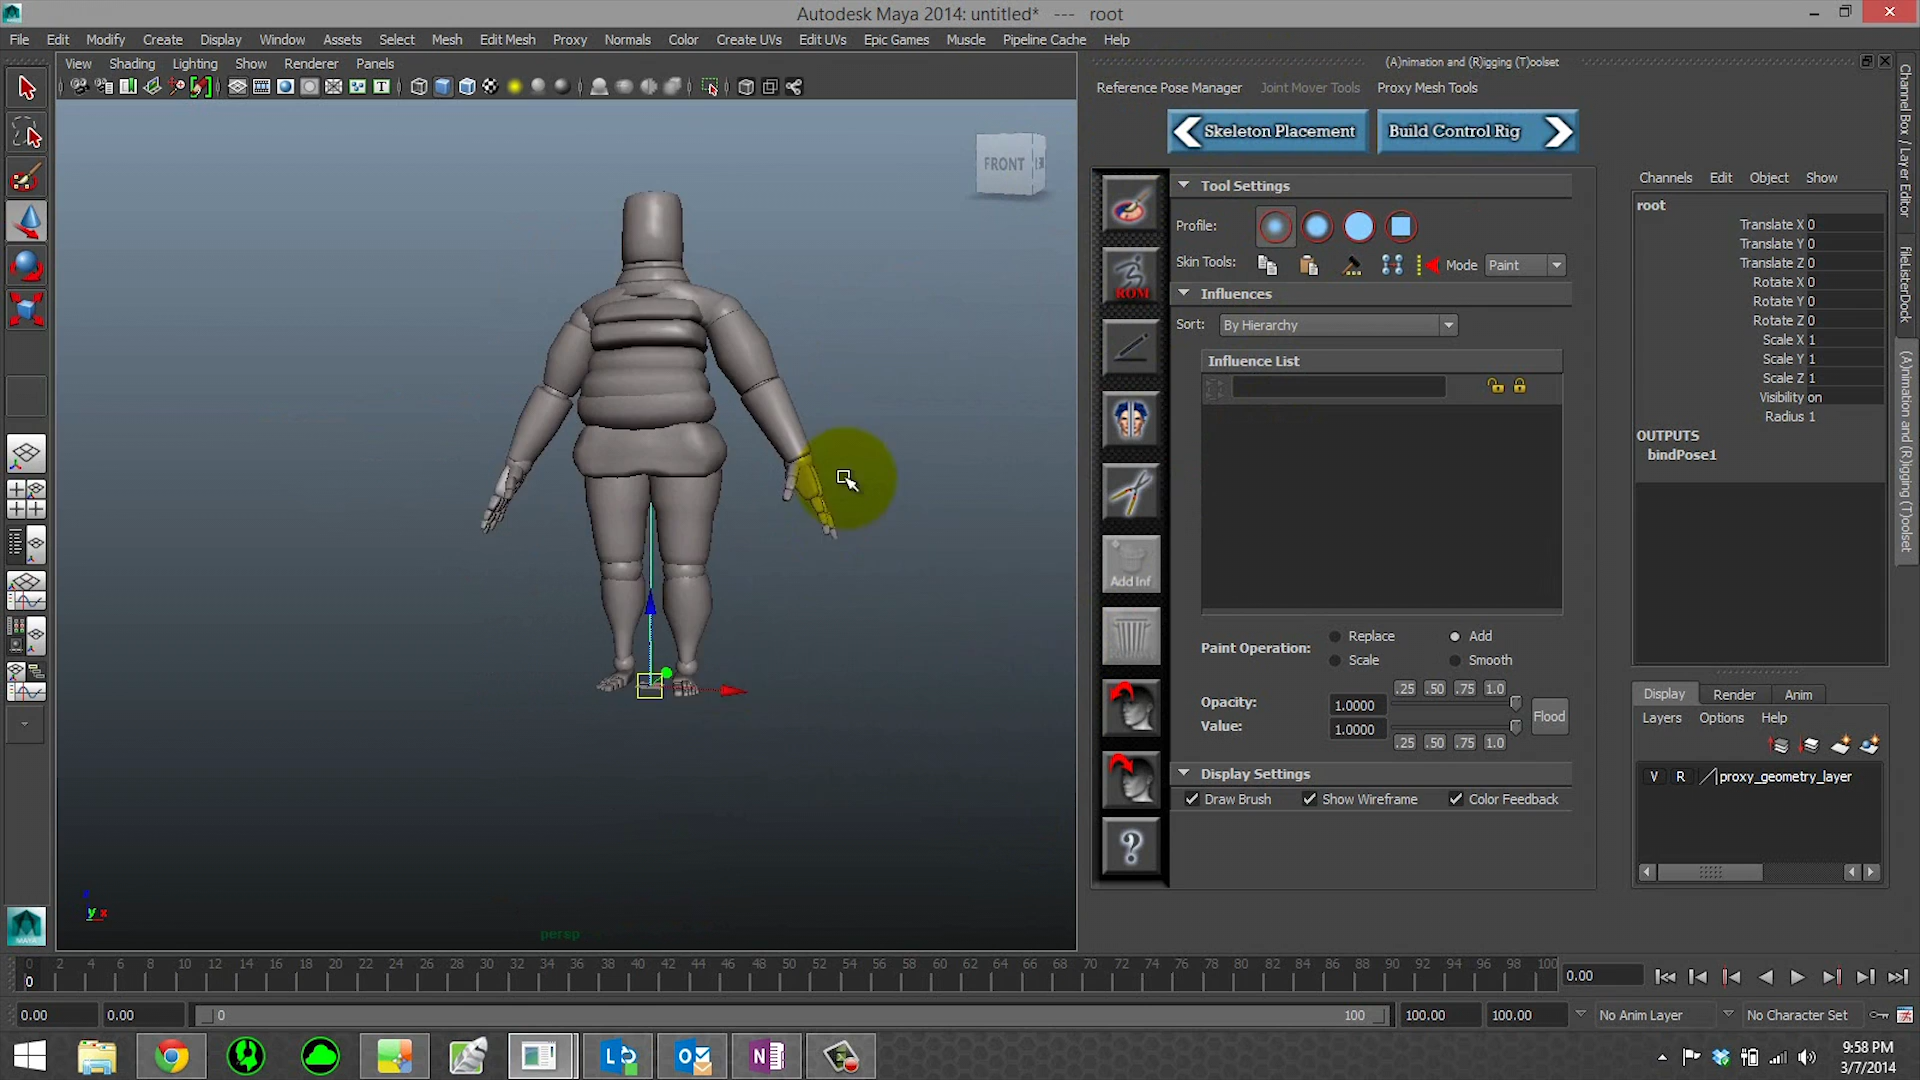 Autodesk Maya 2014: untitled* --- root
File Edit Modify Create Display Window Assets Select Mesh Edit Mesh Proxy Normals Color Create UVs Edit UVs Epic Games Muscle Pipeline Cache Help
View Shading Lighting Show Renderer Panels
FRONT
persp
y x
MAYA
(A)nimation and (R)igging (T)oolset
Reference Pose Manager Joint Mover Tools Proxy Mesh Tools
Skeleton Placement Build Control Rig
Tool Settings
Profile:
Skin Tools: Mode Paint
Influences
Sort: By Hierarchy
Influence List
ROM
Add Inf
?
Paint Operation: Replace Add
Scale Smooth
.25 .50 .75 1.0
Opacity: 1.0000
Value: 1.0000
Flood
.25 .50 .75 1.0
Display Settings
Draw Brush Show Wireframe Color Feedback
Channels Edit Object Show
root
Translate X 0
Translate Y 0
Translate Z 0
Rotate X 0
Rotate Y 0
Rotate Z 0
Scale X 1
Scale Y 1
Scale Z 1
Visibility on
Radius 1
OUTPUTS
bindPose1
Display Render Anim
Layers Options Help
V R proxy_geometry_layer
Channel Box / Layer Editor
fileListerDock
(A)nimation and (R)igging (T)oolset
0 2 4 6 8 10 12 14 16 18 20 22 24 26 28 30 32 34 36 38 40 42 44 46 48 50 52 54 56 58 60 62 64 66 68 70 72 74 76 78 80 82 84 86 88 90 92 94 96 98 100
0
0.00
0.00 0.00 0 100 100.00 100.00 No Anim Layer No Character Set
9:58 PM
3/7/2014